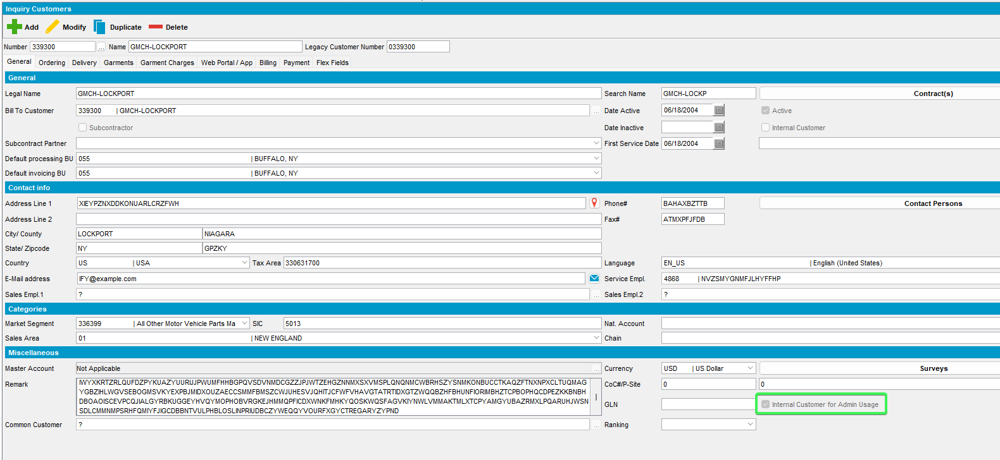 Inquiry Customers
Add Modify Duplicate Delete
Number 339300 ... Name GMCH-LOCKPORT Legacy Customer Number 0339300
General Ordering Delivery Garments Garment Charges Web Portal / App Billing Payment Flex Fields
General
Legal Name GMCH-LOCKPORT Search Name GMCH-LOCKP Contract(s)
Bill To Customer 339300 | GMCH-LOCKPORT ... Date Active 06/18/2004 16 Active
Subcontractor Date Inactive 16 Internal Customer
Subcontract Partner First Service Date 06/18/2004 16
Default processing BU 055 | BUFFALO, NY
Default invoicing BU 055 | BUFFALO, NY
Contact info
Address Line 1 XIEYPZNXDDKONUARLCRZFWH Phone# BAHAXBZTTB Contact Persons
Address Line 2 Fax# ATMXPFJFDB
City/ County LOCKPORT NIAGARA
State/ Zipcode NY GPZKY
Country US | USA Tax Area 330631700 Language EN_US | English (United States)
E-Mail address IFY@example.com Service Empl. 4868 | NVZSMYGNMFJLHYFFHP
Sales Empl.1 ? ... Sales Empl.2 ?
Categories
Market Segment 336399 | All Other Motor Vehicle Parts Ma SIC 5013 Nat. Account
Sales Area 01 | NEW ENGLAND Chain
Miscellaneous
Master Account Not Applicable ... Currency USD | US Dollar Surveys
Remark IWYXKRTZRLQUFDZPYKUAZYUURIJJPWUMFHHBGPQVSDVNMDCGZZJPJWTZEHGZNNMXSXVMSPLQNQNMCWBRHSZYSNMKONBUCCTKAQZFTNXNPXCLTUQMAG CoC#/P-Site 0 0
YGBZIHLWGVSEBOGMSVKYEXPBJMIDXOUZAECCSMMFBMSZCWJUHESVJQHITJCFWFVHAVGTATRTIDXGTZWQQBZHFBHUNFIORIMBHZTCPBOPHQCDPEZKKBNBH
DBOAOISCEVPCQJIALGYRBKUGGEYHVQYMOPHOBVRGKEJHMMQPFICDXWNKFMHKYQOSKWQSFAGVKIYNWLVMMAKTMLXTCPYAMGYUBAZRMXLPQARUHJWSN
GLN Internal Customer for Admin Usage
SDLCMMNMPSRHFQMIYFJIGCDBBNTVULPHBLOSLINPRIUDBCZYWEQQYVOURFXGYCTREGARYZYPND
Common Customer ? ... Ranking